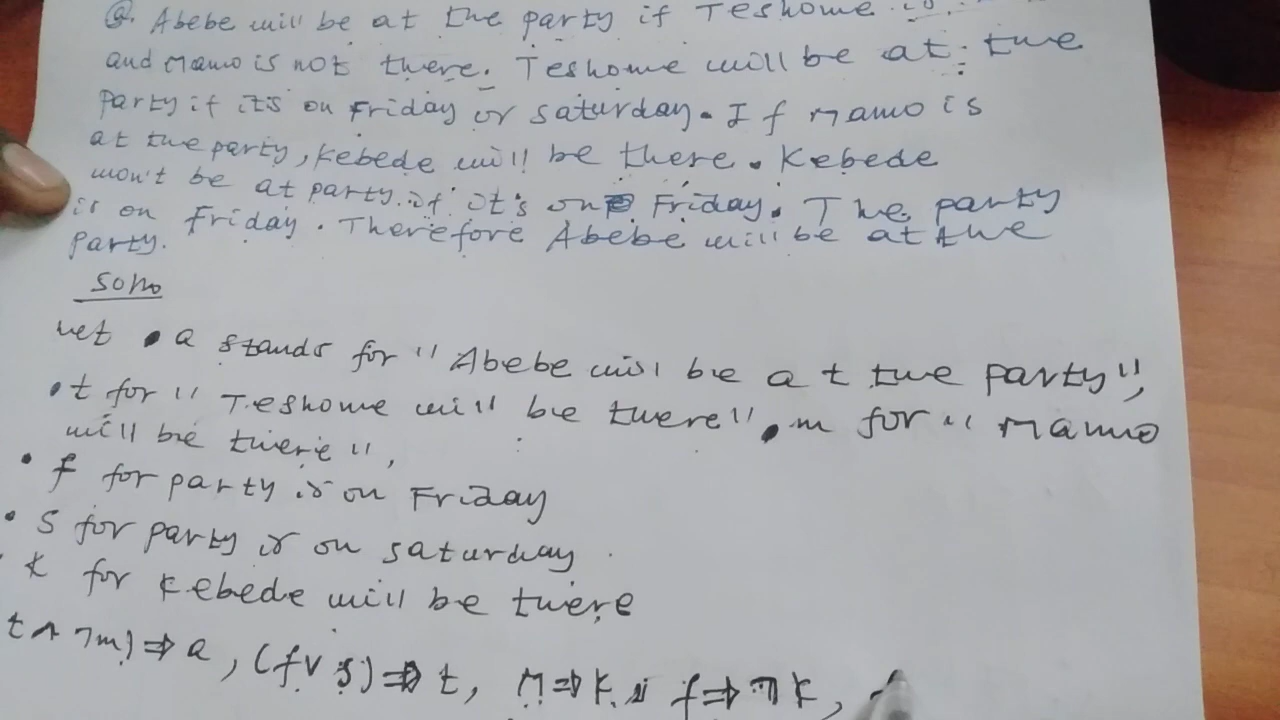 @. Abebe will be at the party if Teshome is
and Mamo is not there. Teshome will be at the
Party if it's on Friday or saturday. If Mamo is
at the party, Kebede will be there. Kebede
won't be at party if it's on Friday. The party
is on Friday. Therefore Abebe will be at the
Party.
Soln
Let • a stands for "Abebe will be at the party",
• t for "Teshome will be there", • m for "Mamo
will be there",
• f for party is on Friday
• S for party is on saturday
• k for Kebede will be there
t ∧ ¬m) ⇒ a, (f ∨ s) ⇒ t, m ⇒ k, f ⇒ ¬k,